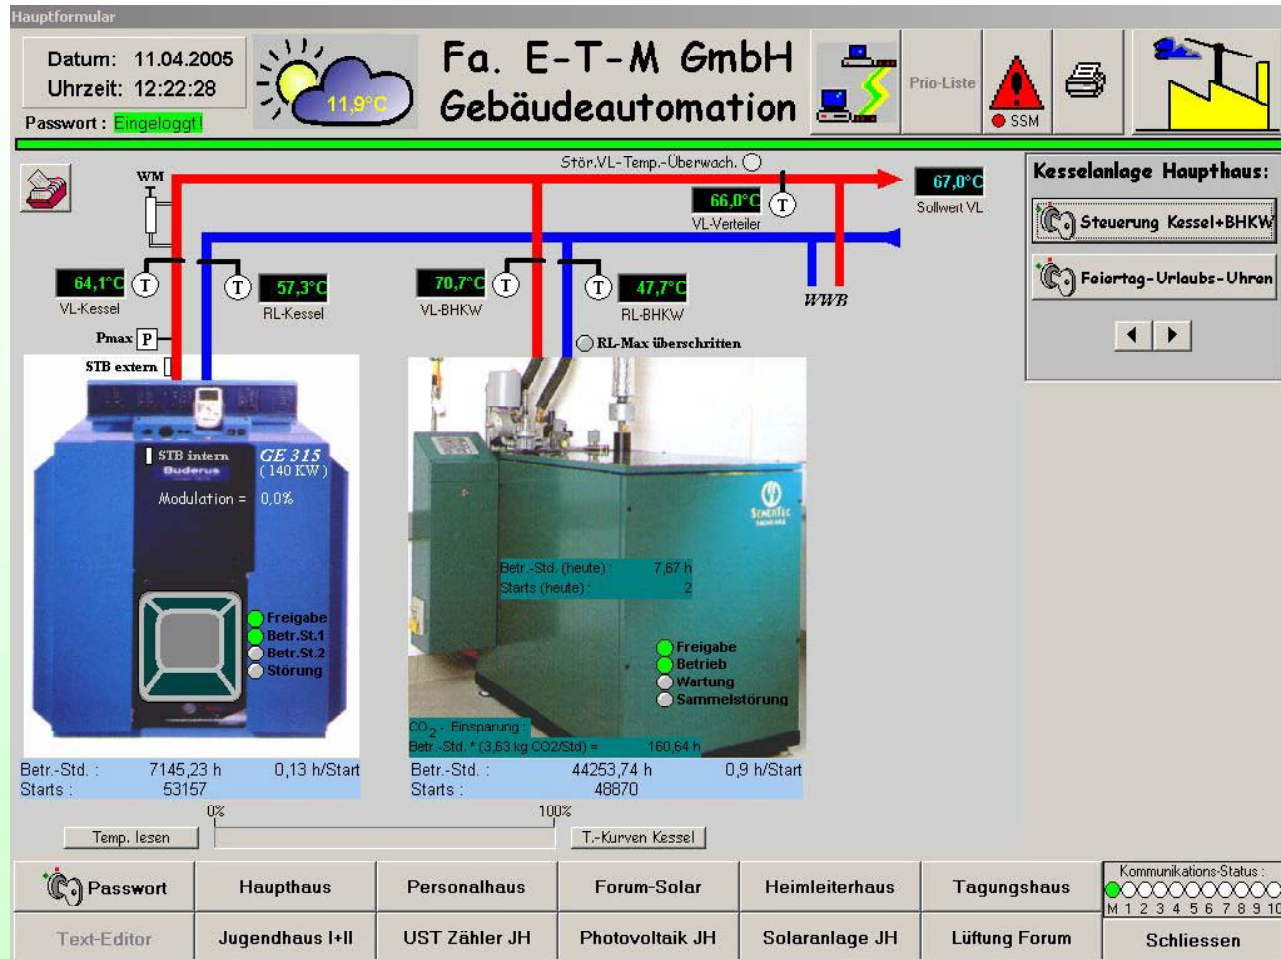 Hauptformular
Datum: 11.04.2005
Uhrzeit: 12:22:28
Passwort : Eingeloggt!
11,9°C
Fa. E-T-M GmbH
Gebäudeautomation
Prio-Liste
SSM
WM
Stör.VL-Temp.-Überwach.
66,0°C
T
VL-Verteiler
67,0°C
Sollwert VL
Kesselanlage Haupthaus:
Steuerung Kessel+BHKW
Feiertag-Urlaubs-Uhren
64,1°C
T
VL-Kessel
T
57,3°C
RL-Kessel
70,7°C
T
VL-BHKW
T
47,7°C
RL-BHKW
WWB
Pmax P
STB extern
RL-Max überschritten
STB intern
GE 315
Buderus
(140 KW)
Modulation = 0,0%
Freigabe
Betr.St.1
Betr.St.2
Störung
SENERTEC
Betr.-Std. (heute) : 7,67 h
Starts (heute) : 2
Freigabe
Betrieb
Wartung
Sammelstörung
CO2 - Einsparung :
Betr.-Std. * (3,63 kg CO2/Std) = 160,64 h
Betr.-Std. : 7145,23 h 0,13 h/Start
Starts : 53157
Betr.-Std. : 44253,74 h 0,9 h/Start
Starts : 48870
0% 100%
Temp. lesen
T.-Kurven Kessel
Passwort
Haupthaus
Personalhaus
Forum-Solar
Heimleiterhaus
Tagungshaus
Kommunikations-Status :
M 1 2 3 4 5 6 7 8 9 10
Text-Editor
Jugendhaus I+II
UST Zähler JH
Photovoltaik JH
Solaranlage JH
Lüftung Forum
Schliessen